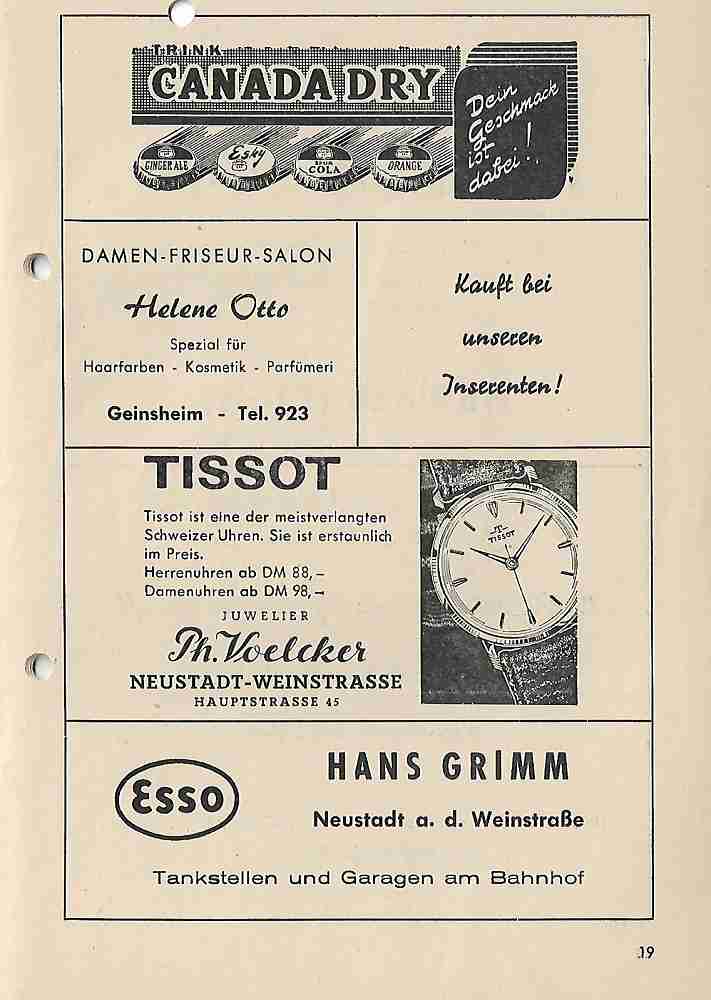 TRINK
CANADA DRY
GINGER ALE
Esky
SPUR
COLA
ORANGE
Dein
Geschmack
ist
dabei!
DAMEN-FRISEUR-SALON
Helene Otto
Spezial für
Haarfarben - Kosmetik - Parfümeri
Geinsheim - Tel. 923
Kauft bei
unseren
Inserenten!
TISSOT
Tissot ist eine der meistverlangten
Schweizer Uhren. Sie ist erstaunlich
im Preis.
Herrenuhren ab DM 88,–
Damenuhren ab DM 98,–
JUWELIER
Ph. Voelcker
NEUSTADT-WEINSTRASSE
HAUPTSTRASSE 45
T
TISSOT
Esso
HANS GRIMM
Neustadt a. d. Weinstraße
Tankstellen und Garagen am Bahnhof
19